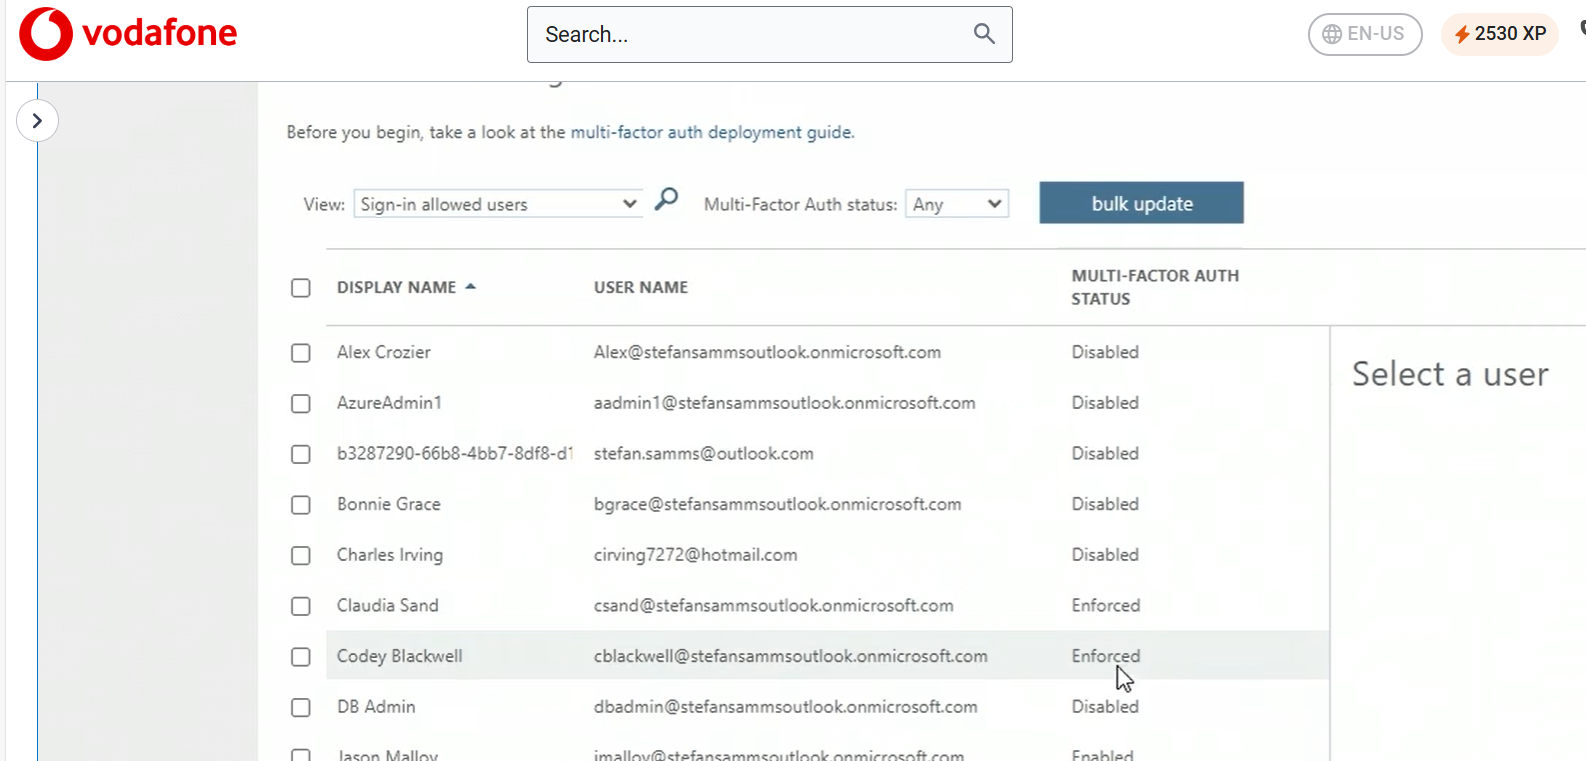 vodafone
Search...
EN-US
2530 XP
Before you begin, take a look at the multi-factor auth deployment guide.
View: Sign-in allowed users
Multi-Factor Auth status: Any
bulk update
DISPLAY NAME USER NAME MULTI-FACTOR AUTH STATUS
Alex Crozier Alex@stefansammsoutlook.onmicrosoft.com Disabled
AzureAdmin1 aadmin1@stefansammsoutlook.onmicrosoft.com Disabled
b3287290-66b8-4bb7-8df8-d1 stefan.samms@outlook.com Disabled
Bonnie Grace bgrace@stefansammsoutlook.onmicrosoft.com Disabled
Charles Irving cirving7272@hotmail.com Disabled
Claudia Sand csand@stefansammsoutlook.onmicrosoft.com Enforced
Codey Blackwell cblackwell@stefansammsoutlook.onmicrosoft.com Enforced
DB Admin dbadmin@stefansammsoutlook.onmicrosoft.com Disabled
Jason Malloy jmalloy@stefansammsoutlook.onmicrosoft.com Enabled
Select a user